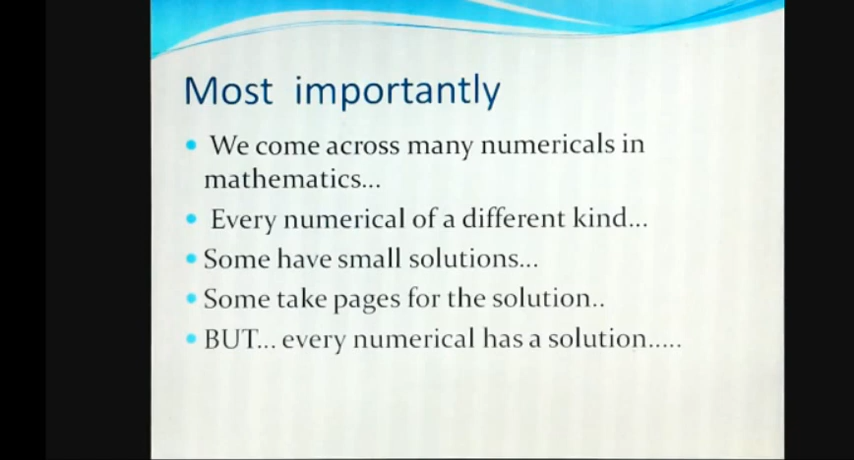 Most importantly
We come across many numericals in
mathematics...
Every numerical of a different kind...
Some have small solutions...
Some take pages for the solution..
BUT... every numerical has a solution.....